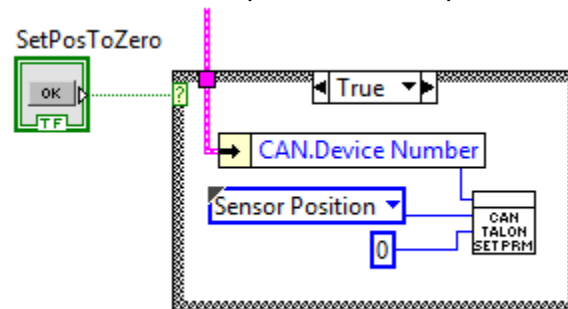 SetPosToZero
OK
TF
?
True
CAN.Device Number
Sensor Position
0
CAN
TALON
SET PRM